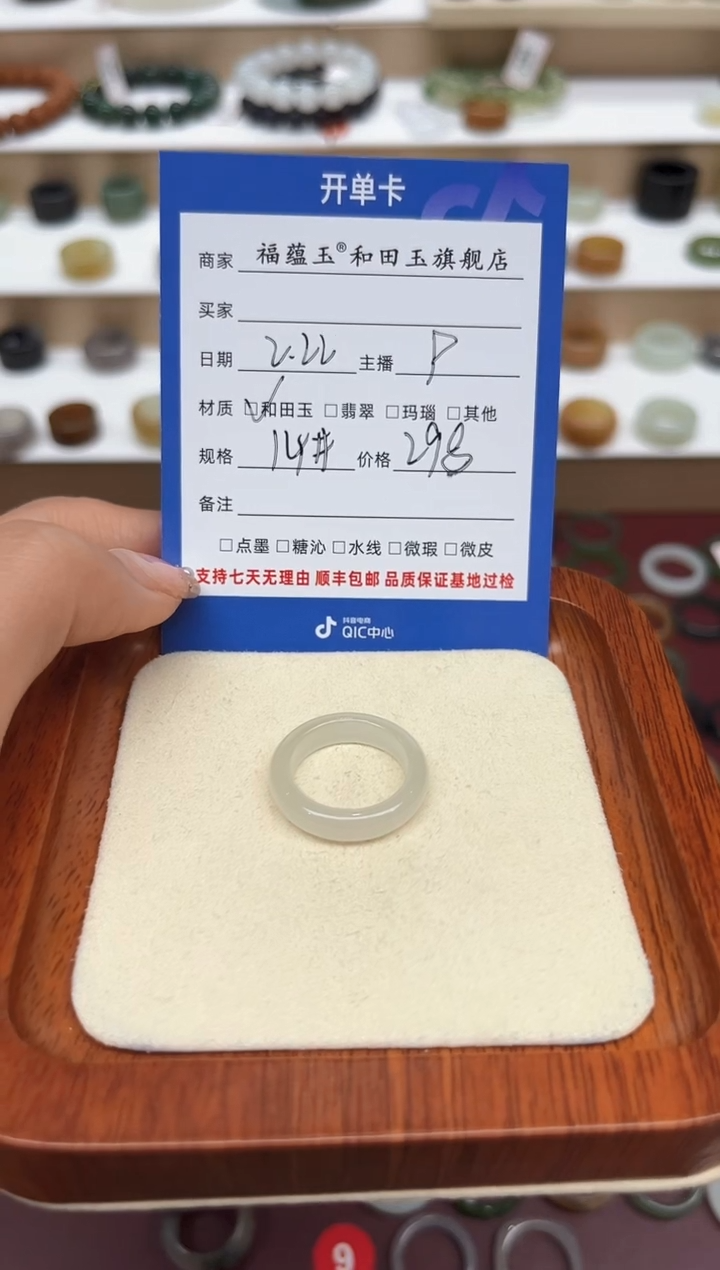 开单卡
商家 福蕴玉®和田玉旗舰店
买家
日期 2.22 主播 P
材质 ☑和田玉 □翡翠 □玛瑙 □其他
规格 14# 价格 298
备注
□点墨 □糖沁 □水线 □微瑕 □微皮
支持七天无理由 顺丰包邮 品质保证基地过检
抖音电商
QIC中心
9